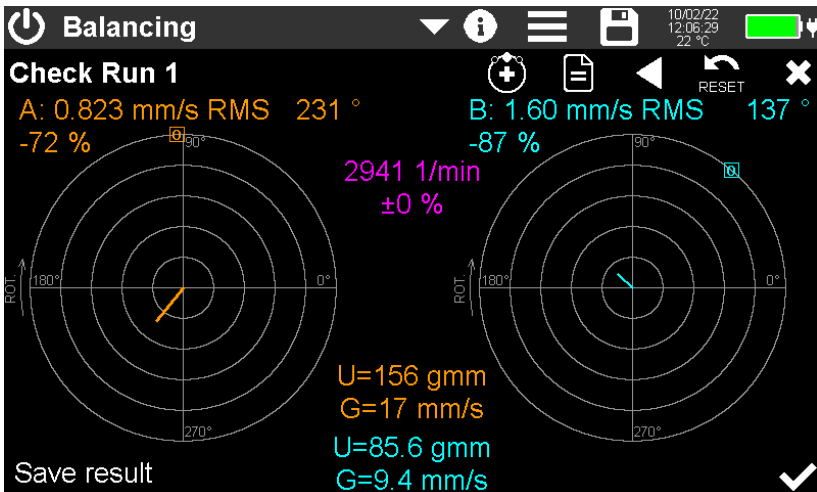 Balancing
i
10/02/22
12:06:29
22 °C
Check Run 1
RESET
A: 0.823 mm/s RMS 231 °
-72 %
B: 1.60 mm/s RMS 137 °
-87 %
2941 1/min
±0 %
0
90°
180°
0°
270°
ROT.
0
90°
180°
0°
270°
ROT.
U=156 gmm
G=17 mm/s
U=85.6 gmm
G=9.4 mm/s
Save result